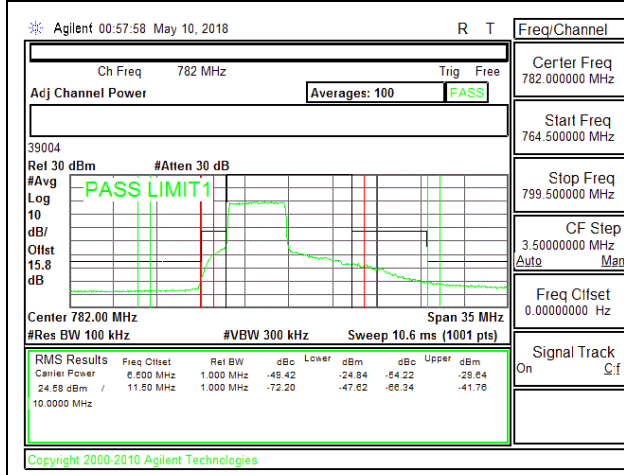 Agilent 00:57:58 May 10, 2018 R T
Ch Freq 782 MHz Trig Free
Adj Channel Power Averages: 100 PASS
39004
Ref 30 dBm #Atten 30 dB
#Avg
Log
10
dB/
Offst
15.8
dB
PASS LIMIT1
Center 782.00 MHz Span 35 MHz
#Res BW 100 kHz #VBW 300 kHz Sweep 10.6 ms (1001 pts)
RMS Results Freq Offset Ref BW dBc Lower dBm dBc Upper dBm
Carrier Power 6.500 MHz 1.000 MHz -49.42 -24.84 -54.22 -29.64
24.58 dBm / 11.50 MHz 1.000 MHz -72.20 -47.62 -66.34 -41.76
10.0000 MHz
Copyright 2000-2010 Agilent Technologies
Freq/Channel
Center Freq
782.000000 MHz
Start Freq
764.500000 MHz
Stop Freq
799.500000 MHz
CF Step
3.50000000 MHz
Auto Man
Freq Offset
0.00000000 Hz
Signal Track
On Off